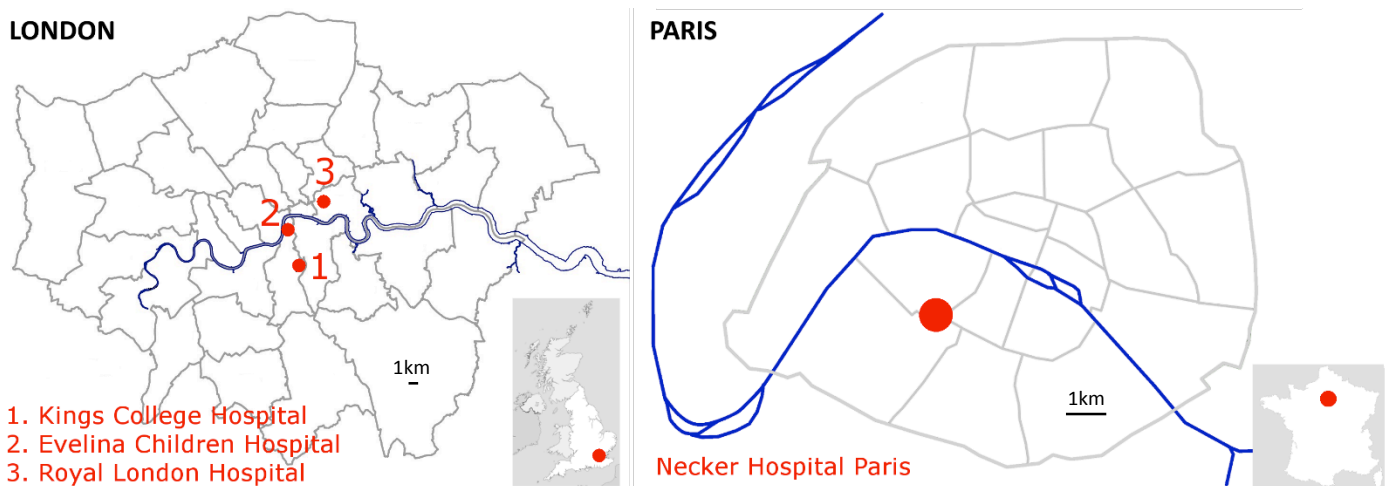 LONDON
3
2
1
1km
1. Kings College Hospital
2. Evelina Children Hospital
3. Royal London Hospital
PARIS
1km
Necker Hospital Paris